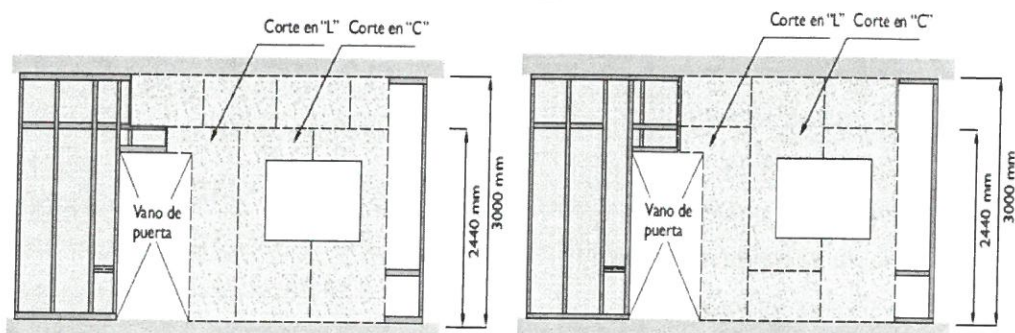 Corte en "L" Corte en "C"
Vano de
puerta
2440 mm
3000 mm
Corte en "L" Corte en "C"
Vano de
puerta
2440 mm
3000 mm